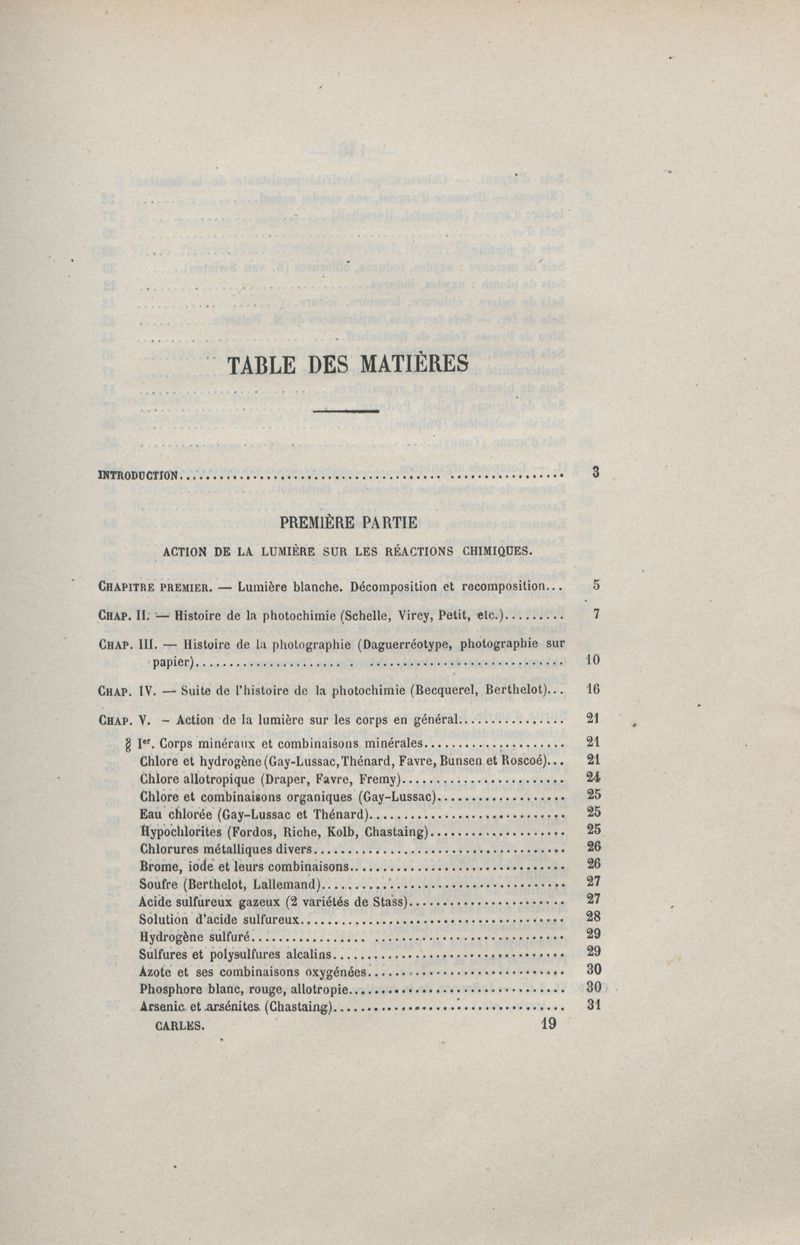 TABLE DES MATIÈRES
INTRODUCTION........................................ ................. 3
PREMIÈRE PARTIE
ACTION DE LA LUMIÈRE SUR LES RÉACTIONS CHIMIQUES.
CHAPITRE PREMIER. — Lumière blanche. Décomposition et recomposition... 5
CHAP. II. — Histoire de la photochimie (Schelle, Virey, Petit, etc.)......... 7
CHAP. III. — Histoire de la photographie (Daguerréotype, photographie sur
papier)...................... . ............................. 10
CHAP. IV. — Suite de l'histoire de la photochimie (Becquerel, Berthelot)... 16
CHAP. V. – Action de la lumière sur les corps en général................ 21
§ Ier. Corps minéraux et combinaisons minérales..................... 21
Chlore et hydrogène (Gay-Lussac, Thénard, Favre, Bunsen et Roscoé)... 21
Chlore allotropique (Draper, Favre, Fremy)........................ 24
Chlore et combinaisons organiques (Gay-Lussac)................... 25
Eau chlorée (Gay-Lussac et Thénard)............................. 25
Hypochlorites (Fordos, Riche, Kolb, Chastaing).................... 25
Chlorures métalliques divers...................................... 26
Brome, iode et leurs combinaisons................................ 26
Soufre (Berthelot, Lallemand).................................... 27
Acide sulfureux gazeux (2 variétés de Stass)....................... 27
Solution d'acide sulfureux....................................... 28
Hydrogène sulfuré................. ............................. 29
Sulfures et polysulfures alcalins................................... 29
Azote et ses combinaisons oxygénées............................. 30
Phosphore blanc, rouge, allotropie................................ 30
Arsenic et arsénites (Chastaing).................................. 31
CARLES. 19